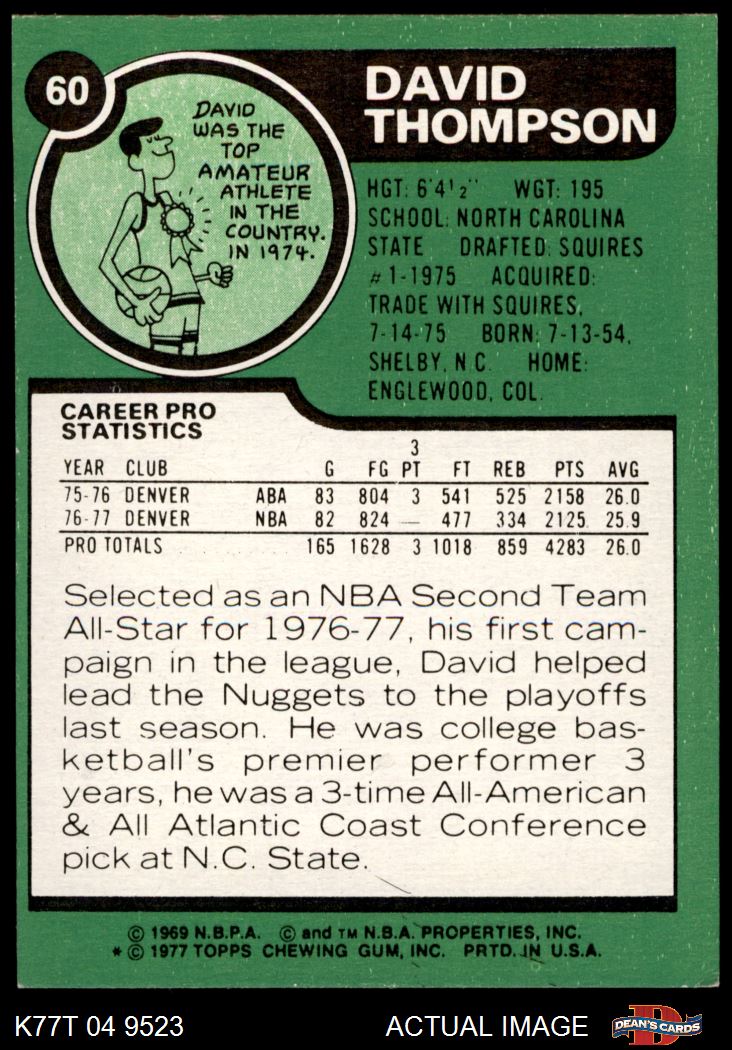 60
DAVID
THOMPSON
DAVID
WAS THE
TOP
AMATEUR
ATHLETE
IN THE
COUNTRY.
IN 1974.
HGT: 6'4½" WGT: 195
SCHOOL: NORTH CAROLINA
STATE DRAFTED: SQUIRES
#1-1975 ACQUIRED:
TRADE WITH SQUIRES,
7-14-75 BORN: 7-13-54,
SHELBY, N.C. HOME:
ENGLEWOOD, COL.
CAREER PRO
STATISTICS
YEAR CLUB G FG 3 PT FT REB PTS AVG
75-76 DENVER ABA 83 804 3 541 525 2158 26.0
76-77 DENVER NBA 82 824 — 477 334 2125 25.9
PRO TOTALS 165 1628 3 1018 859 4283 26.0
Selected as an NBA Second Team
All-Star for 1976-77, his first cam-
paign in the league, David helped
lead the Nuggets to the playoffs
last season. He was college bas-
ketball's premier performer 3
years, he was a 3-time All-American
& All Atlantic Coast Conference
pick at N.C. State.
© 1969 N.B.P.A. © and TM N.B.A. PROPERTIES, INC.
* © 1977 TOPPS CHEWING GUM, INC. PRTD. IN U.S.A.
K77T 04 9523 ACTUAL IMAGE
D
DEAN'S CARDS